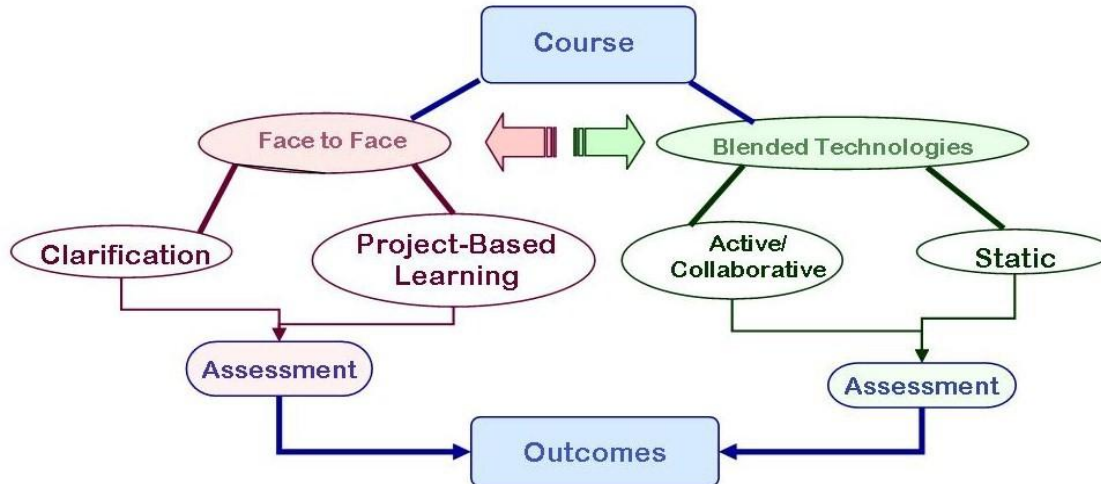 Course
Face to Face
Blended Technologies
Clarification
Project-Based
Learning
Active/
Collaborative
Static
Assessment
Assessment
Outcomes